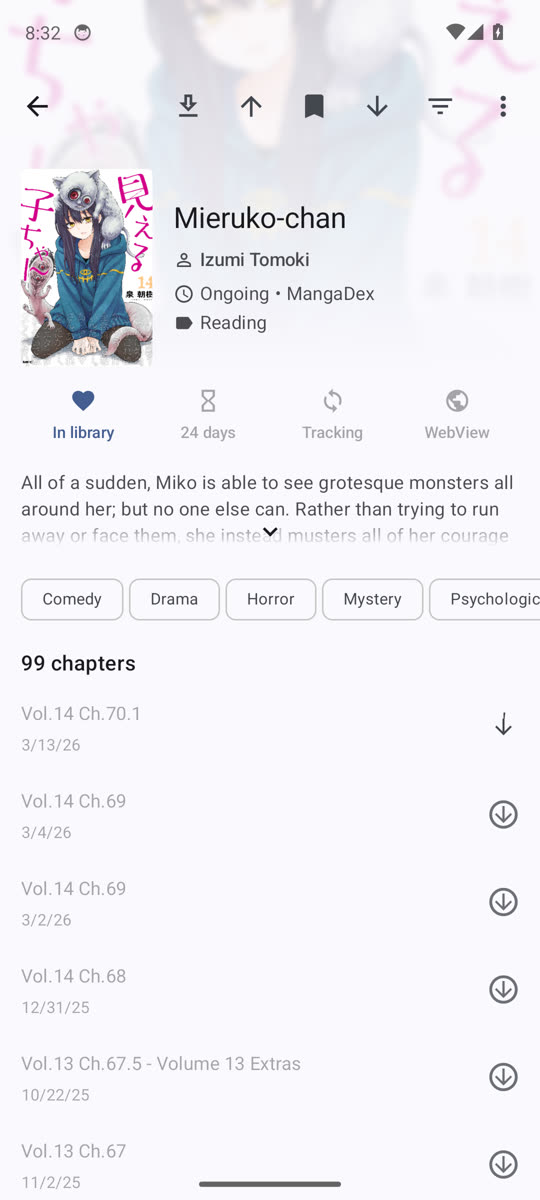 8:32
見える
子ちゃん
14
泉 朝樹
Mieruko-chan
Izumi Tomoki
Ongoing • MangaDex
Reading
In library
24 days
Tracking
WebView
All of a sudden, Miko is able to see grotesque monsters all
around her; but no one else can. Rather than trying to run
away or face them, she instead musters all of her courage
Comedy
Drama
Horror
Mystery
Psychologic
99 chapters
Vol.14 Ch.70.1
3/13/26
Vol.14 Ch.69
3/4/26
Vol.14 Ch.69
3/2/26
Vol.14 Ch.68
12/31/25
Vol.13 Ch.67.5 - Volume 13 Extras
10/22/25
Vol.13 Ch.67
11/2/25